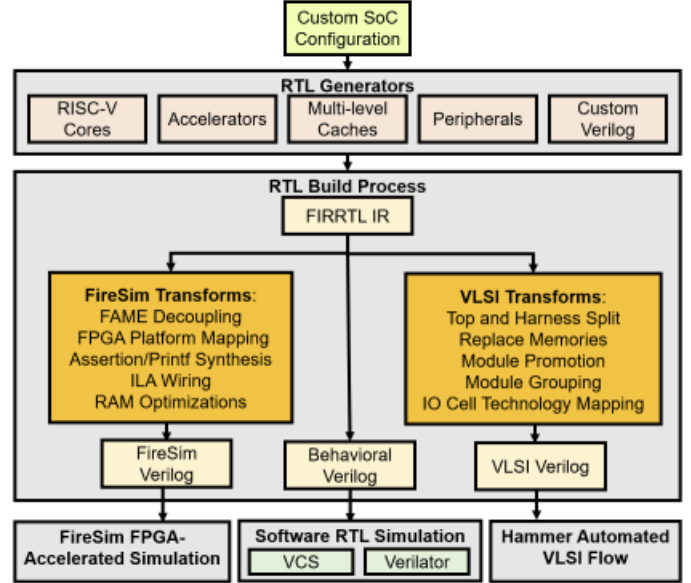 Custom SoC
Configuration
RTL Generators
RISC-V
Cores
Accelerators
Multi-level
Caches
Peripherals
Custom
Verilog
RTL Build Process
FIRRTL IR
FireSim Transforms:
FAME Decoupling
FPGA Platform Mapping
Assertion/Printf Synthesis
ILA Wiring
RAM Optimizations
VLSI Transforms:
Top and Harness Split
Replace Memories
Module Promotion
Module Grouping
IO Cell Technology Mapping
FireSim
Verilog
Behavioral
Verilog
VLSI Verilog
FireSim FPGA-
Accelerated Simulation
Software RTL Simulation
VCS
Verilator
Hammer Automated
VLSI Flow